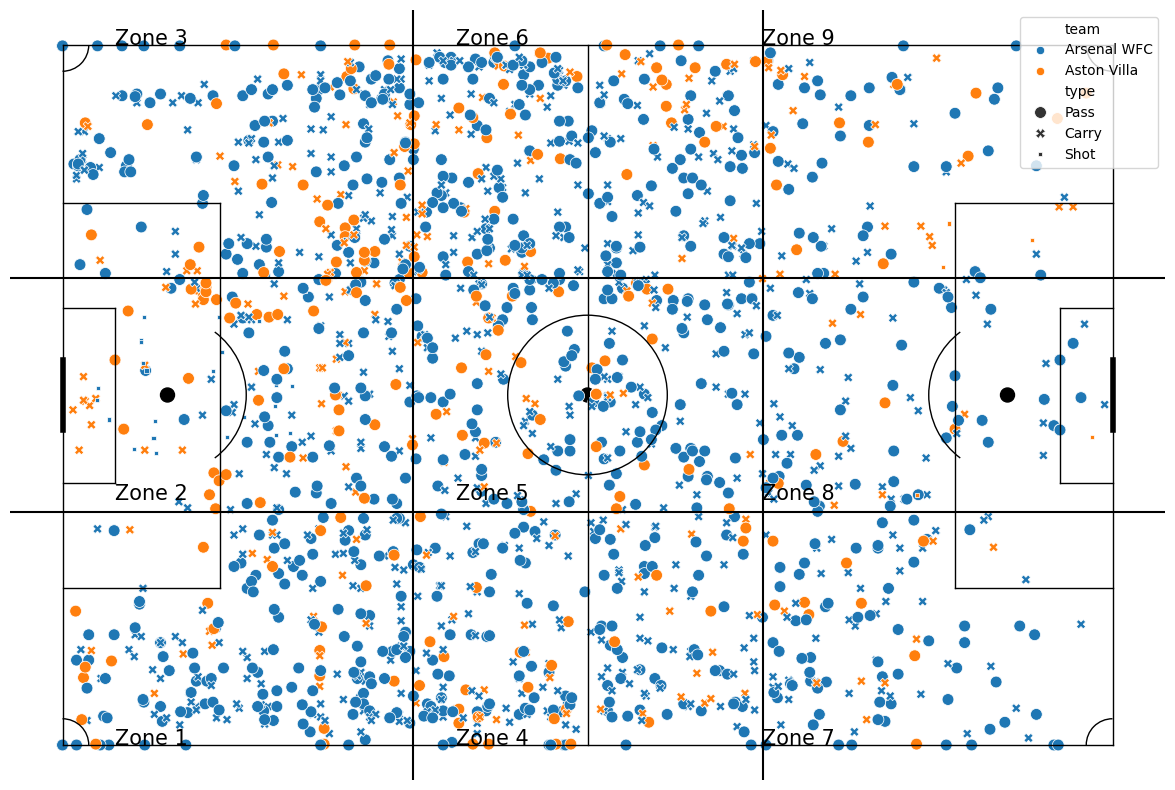 Zone 3
Zone 6
Zone 9
team
Arsenal WFC
Aston Villa
type
Pass
Carry
Shot
Zone 2
Zone 5
Zone 8
Zone 1
Zone 4
Zone 7